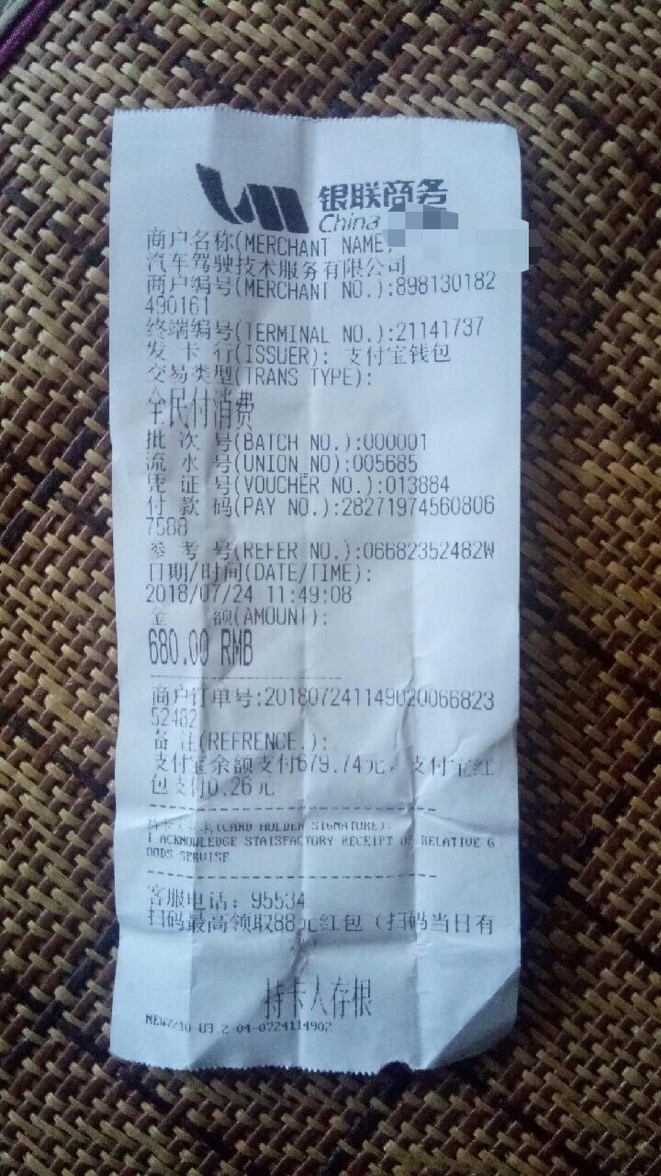 银联商务
China
商户名称(MERCHANT NAME)
汽车驾驶技术服务有限公司
商户编号(MERCHANT NO.):898130182
490161
终端编号(TERMINAL NO.):21141737
发 卡 行(ISSUER): 支付宝钱包
交易类型(TRANS TYPE):
全民付消费
批 次 号(BATCH NO.):000001
流 水 号(UNION_NO):005685
凭 证 号(VOUCHER NO.):013884
付 款 码(PAY NO.):28271974560806
7588
参 考 号(REFER NO.):06682352482W
日期/时间(DATE/TIME):
2018/07/24 11:49:08
金 额(AMOUNT):
680.00 RMB
商户订单号:201807241149020066823
52482
备 注(REFRENCE.):
支付宝余额支付679.74元, 支付宝红
包支付0.26元
(CARD HOLDER SIGNATURE):
I ACKNOWLEDGE STAISFACTORY RECEIPT OF RELATIVE G
OODS SERVISE
客服电话: 95534
扫码最高领取88元红包 (扫码当日有
持卡人存根